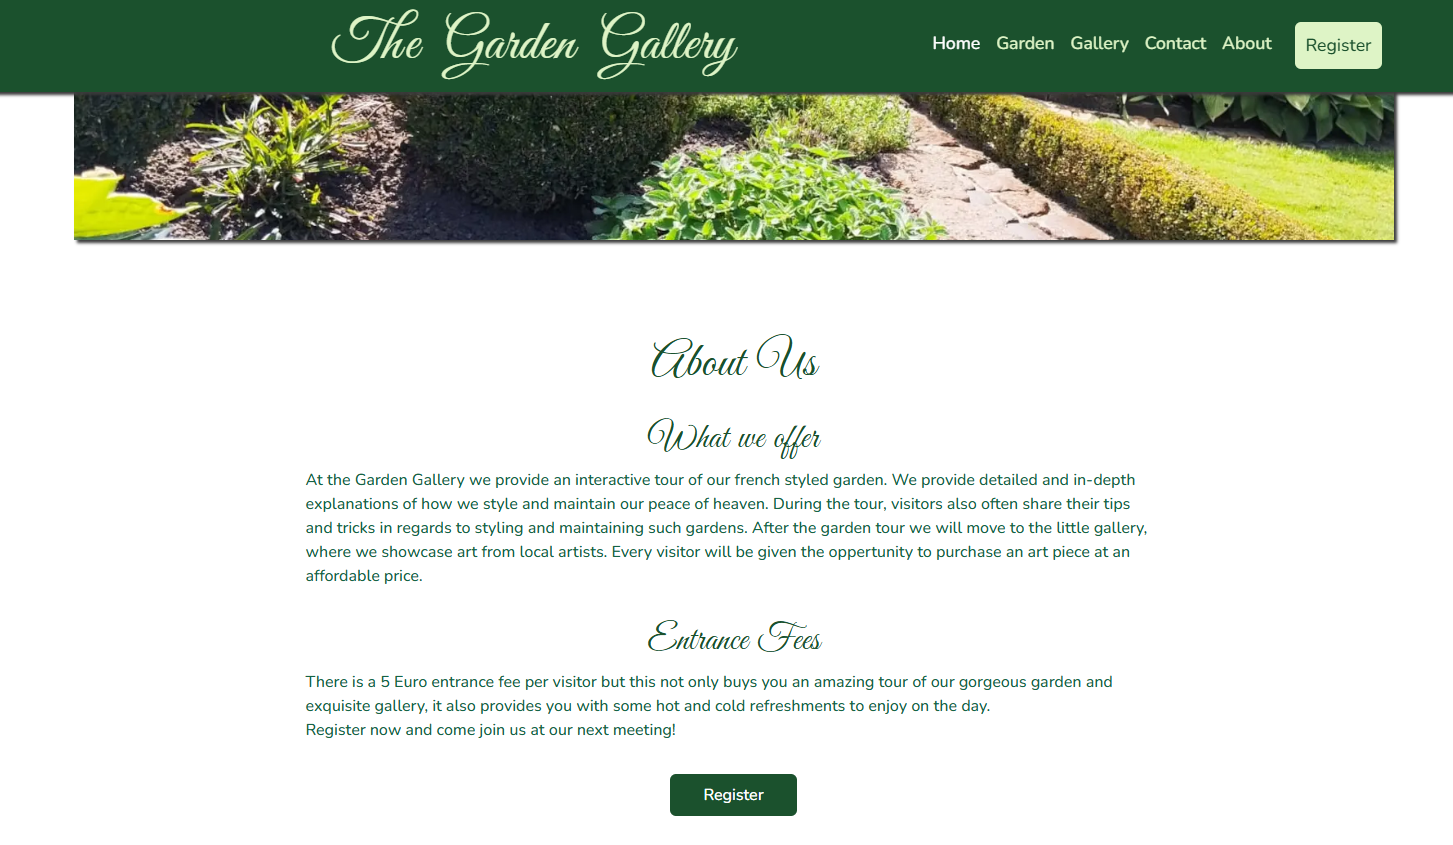 The Garden Gallery
Home Garden Gallery Contact About Register
About Us
What we offer
At the Garden Gallery we provide an interactive tour of our french styled garden. We provide detailed and in-depth
explanations of how we style and maintain our peace of heaven. During the tour, visitors also often share their tips
and tricks in regards to styling and maintaining such gardens. After the garden tour we will move to the little gallery,
where we showcase art from local artists. Every visitor will be given the oppertunity to purchase an art piece at an
affordable price.
Entrance Fees
There is a 5 Euro entrance fee per visitor but this not only buys you an amazing tour of our gorgeous garden and
exquisite gallery, it also provides you with some hot and cold refreshments to enjoy on the day.
Register now and come join us at our next meeting!
Register